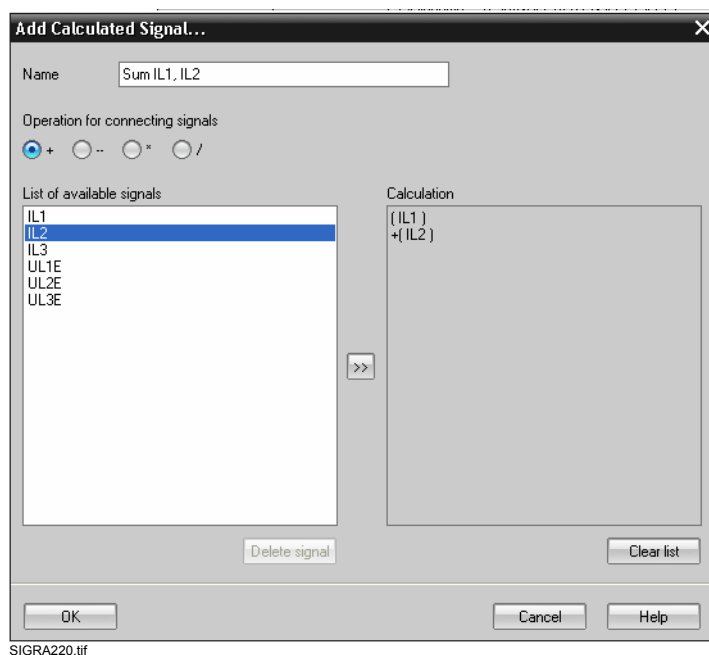 Add Calculated Signal...
Name Sum IL1, IL2
Operation for connecting signals
+ -- * /
List of available signals
IL1
IL2
IL3
UL1E
UL2E
UL3E
>>
Calculation
( IL1 )
+( IL2 )
Delete signal
Clear list
OK Cancel Help
SIGRA220.tif